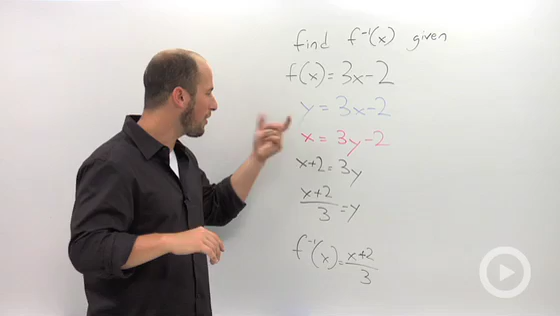 find f⁻¹(x) given
f(x) = 3x-2
y = 3x-2
x = 3y-2
x+2 = 3y
x+2/3 = y
f⁻¹(x) = x+2/3